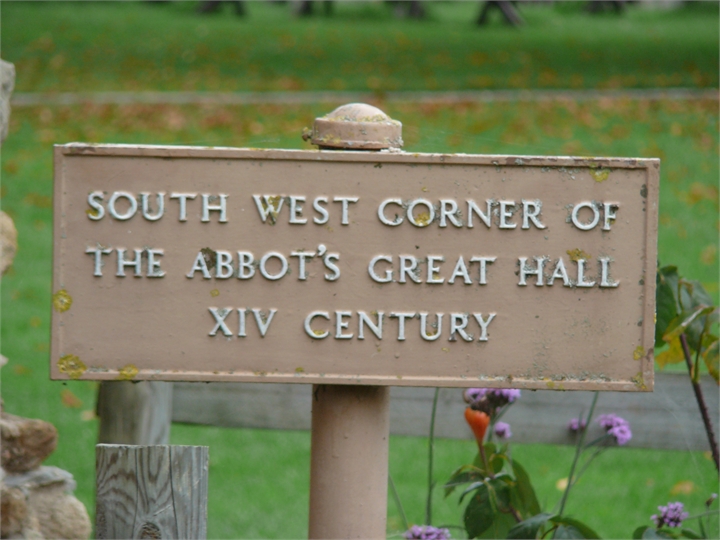 SOUTH WEST CORNER OF
THE ABBOT'S GREAT HALL
XIV CENTURY